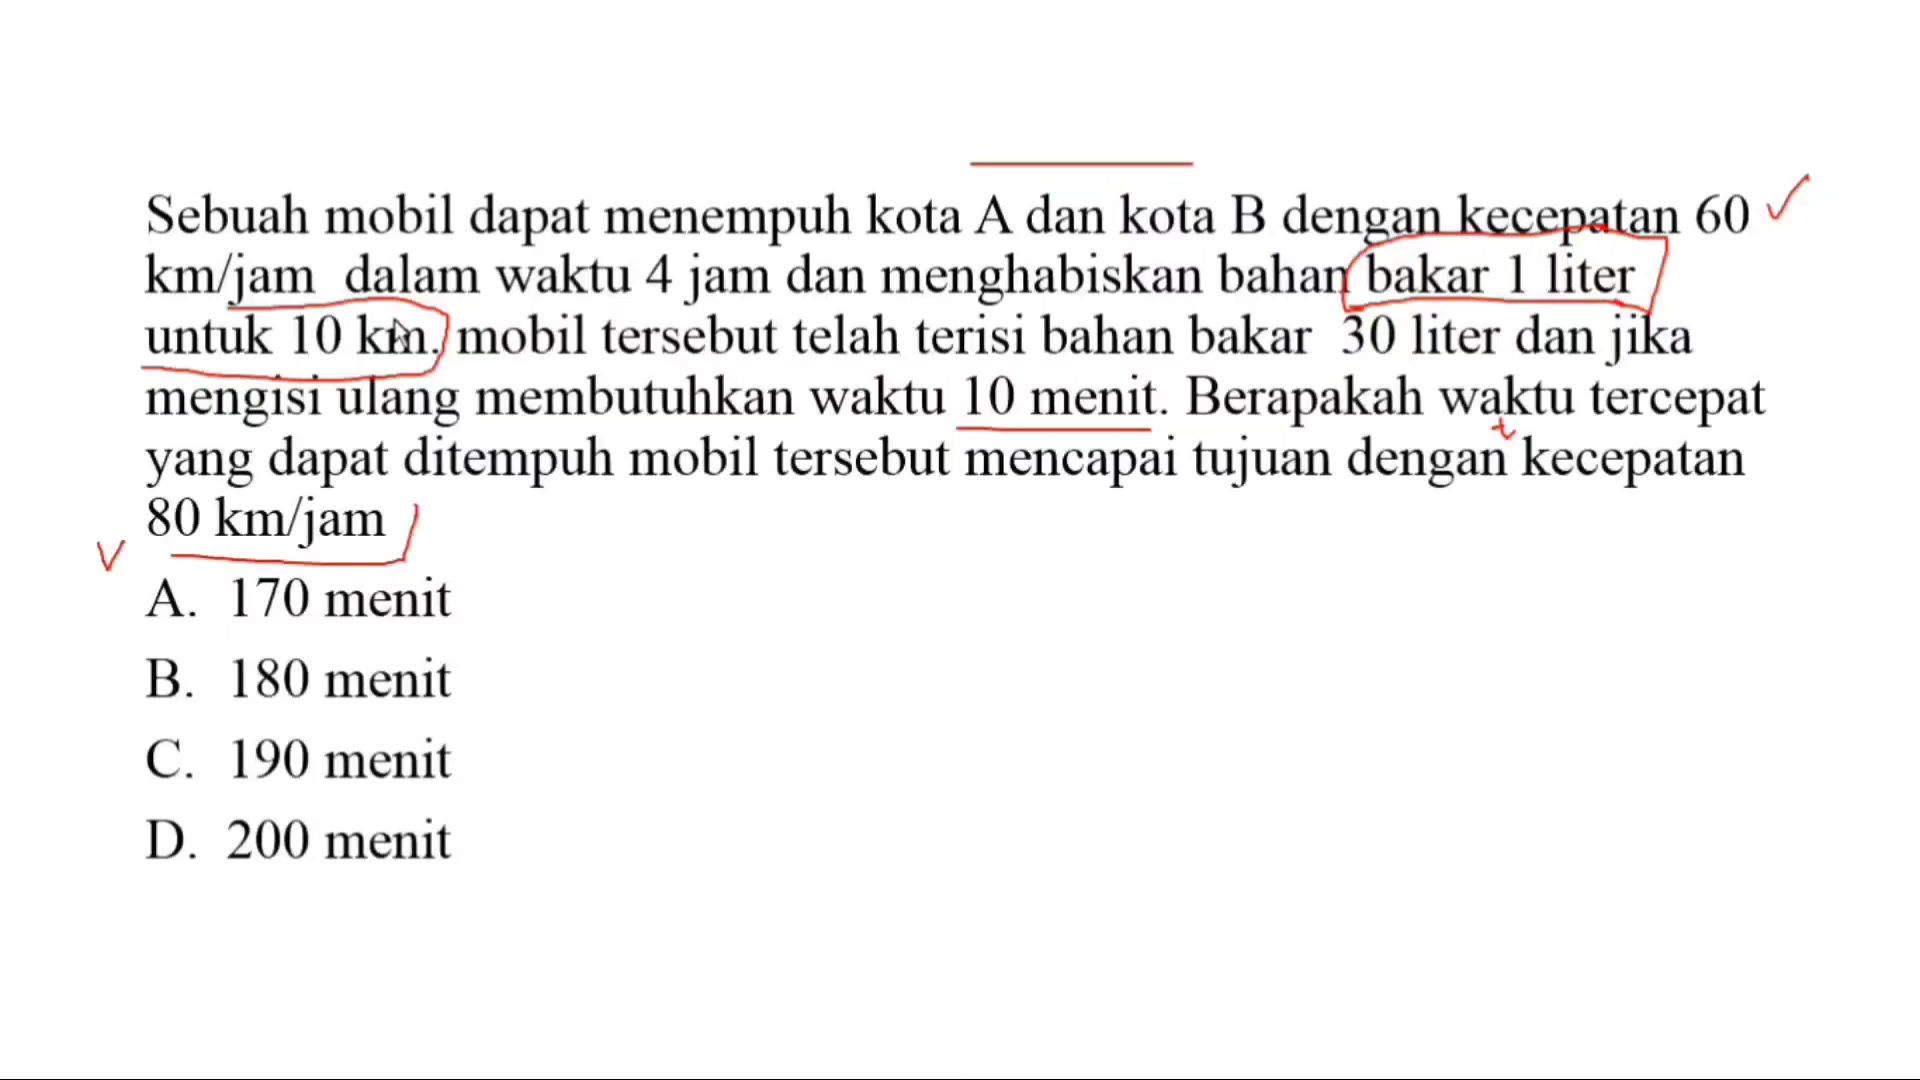 Sebuah mobil dapat menempuh kota A dan kota B dengan kecepatan 60
km/jam dalam waktu 4 jam dan menghabiskan bahan bakar 1 liter
untuk 10 km. mobil tersebut telah terisi bahan bakar 30 liter dan jika
mengisi ulang membutuhkan waktu 10 menit. Berapakah waktu tercepat
yang dapat ditempuh mobil tersebut mencapai tujuan dengan kecepatan
80 km/jam
A. 170 menit
B. 180 menit
C. 190 menit
D. 200 menit